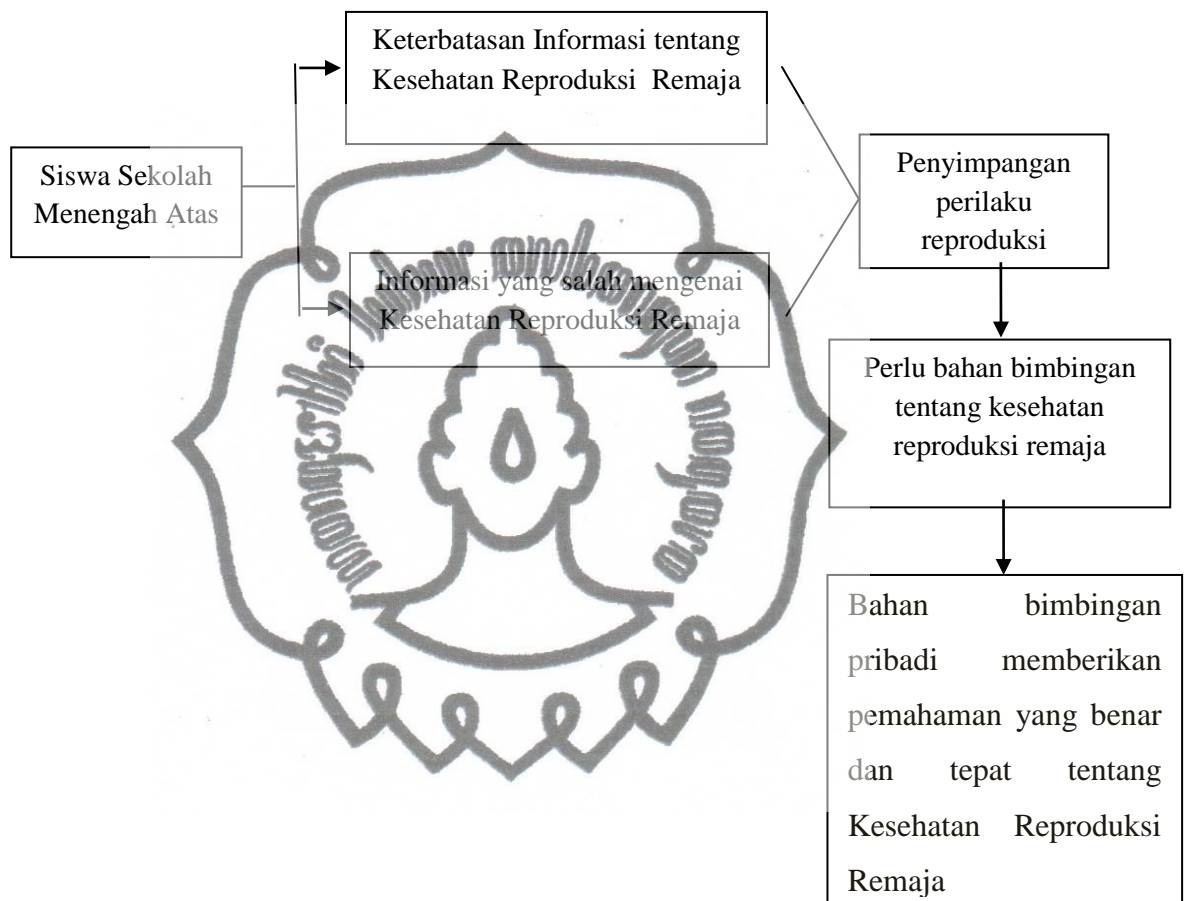 Keterbatasan Informasi tentang
Kesehatan Reproduksi Remaja
Siswa Sekolah
Menengah Atas
Informasi yang salah mengenai
Kesehatan Reproduksi Remaja
Penyimpangan
perilaku
reproduksi
Perlu bahan bimbingan
tentang kesehatan
reproduksi remaja
Bahan bimbingan
pribadi memberikan
pemahaman yang benar
dan tepat tentang
Kesehatan Reproduksi
Remaja